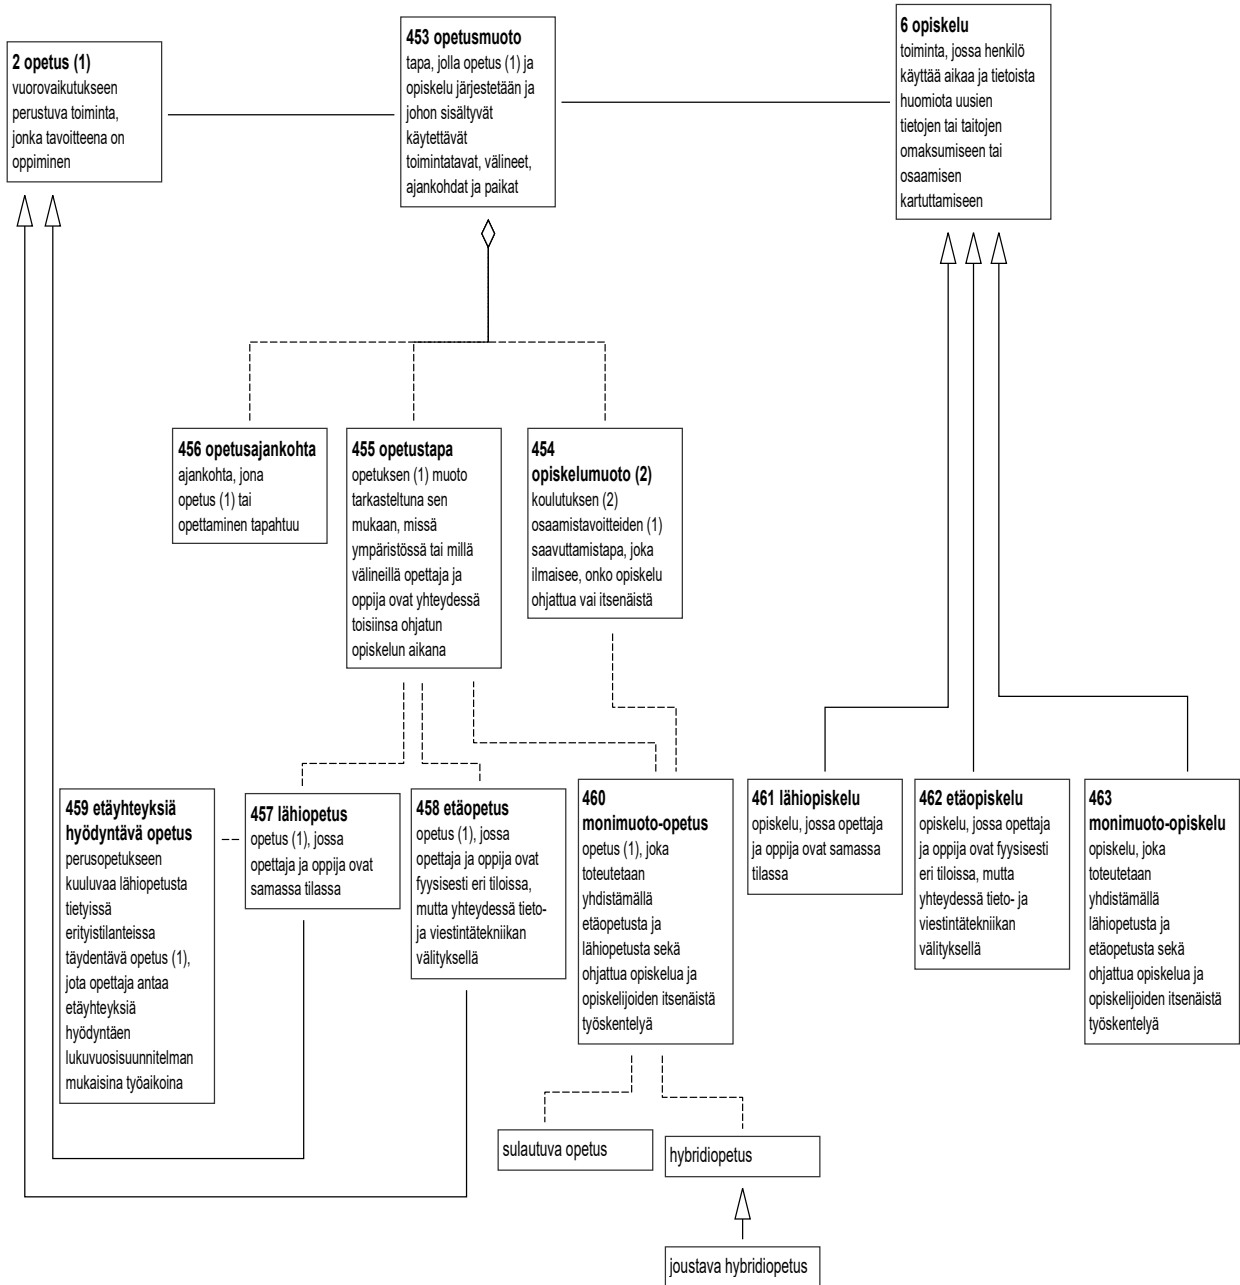 2 opetus (1)
vuorovaikutukseen
perustuva toiminta,
jonka tavoitteena on
oppiminen
453 opetusmuoto
tapa, jolla opetus (1) ja
opiskelu järjestetään ja
johon sisältyvät
käytettävät
toimintatavat, välineet,
ajankohdat ja paikat
6 opiskelu
toiminta, jossa henkilö
käyttää aikaa ja tietoista
huomiota uusien
tietojen tai taitojen
omaksumiseen tai
osaamisen
kartuttamiseen
456 opetusajankohta
ajankohta, jona
opetus (1) tai
opettaminen tapahtuu
455 opetustapa
opetuksen (1) muoto
tarkasteltuna sen
mukaan, missä
ympäristössä tai millä
välineillä opettaja ja
oppija ovat yhteydessä
toisiinsa ohjatun
opiskelun aikana
454
opiskelumuoto (2)
koulutuksen (2)
osaamistavoitteiden (1)
saavuttamistapa, joka
ilmaisee, onko opiskelu
ohjattua vai itsenäistä
459 etäyhteyksiä
hyödyntävä opetus
perusopetukseen
kuuluvaa lähiopetusta
tietyissä
erityistilanteissa
täydentävä opetus (1),
jota opettaja antaa
etäyhteyksiä
hyödyntäen
lukuvuosisuunnitelman
mukaisina työaikoina
457 lähiopetus
opetus (1), jossa
opettaja ja oppija ovat
samassa tilassa
458 etäopetus
opetus (1), jossa
opettaja ja oppija ovat
fyysisesti eri tiloissa,
mutta yhteydessä tieto-
ja viestintätekniikan
välityksellä
460
monimuoto-opetus
opetus (1), joka
toteutetaan
yhdistämällä
etäopetusta ja
lähiopetusta sekä
ohjattua opiskelua ja
opiskelijoiden itsenäistä
työskentelyä
461 lähiopiskelu
opiskelu, jossa opettaja
ja oppija ovat samassa
tilassa
462 etäopiskelu
opiskelu, jossa opettaja
ja oppija ovat fyysisesti
eri tiloissa, mutta
yhteydessä tieto- ja
viestintätekniikan
välityksellä
463
monimuoto-opiskelu
opiskelu, joka
toteutetaan
yhdistämällä
lähiopetusta ja
etäopetusta sekä
ohjattua opiskelua ja
opiskelijoiden itsenäistä
työskentelyä
sulautuva opetus
hybridiopetus
joustava hybridiopetus